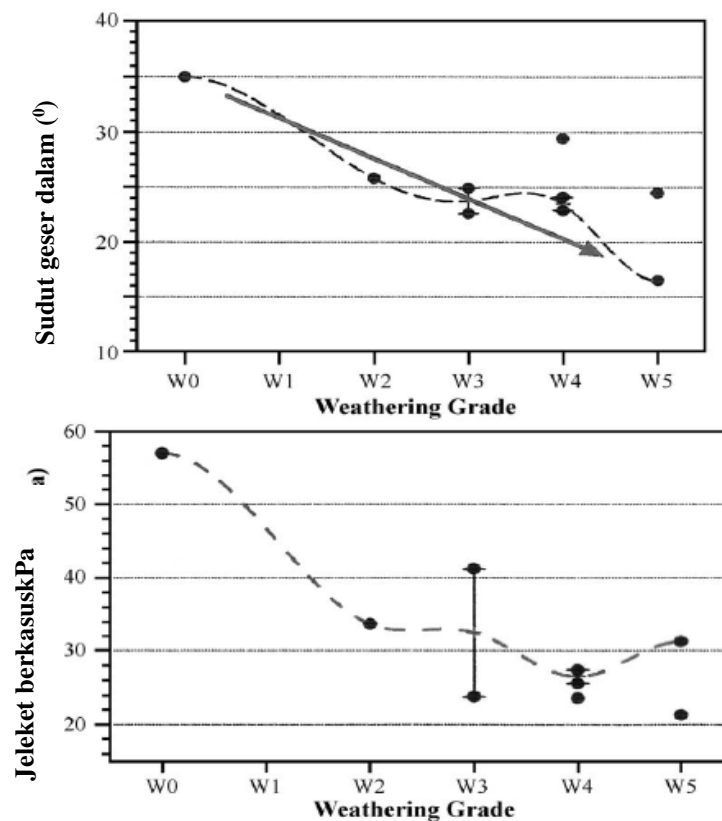 Sudut geser dalam (⁰)
40
30
20
10
W0 W1 W2 W3 W4 W5
Weathering Grade
a)
Jeleket berkasuskPa
60
50
40
30
20
W0 W1 W2 W3 W4 W5
Weathering Grade